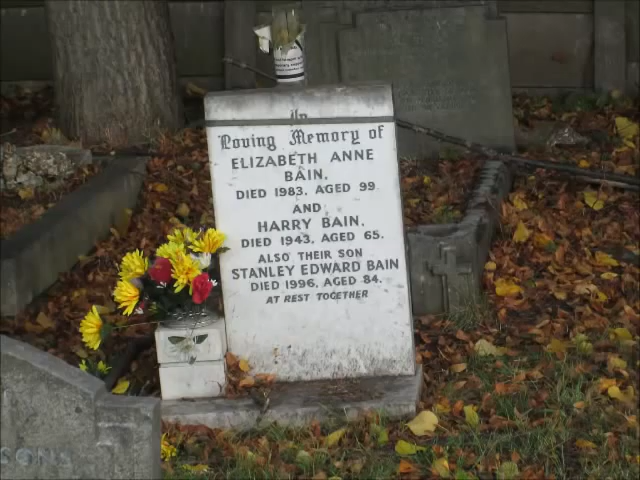 In
Loving Memory of
ELIZABETH ANNE
BAIN.
DIED 1983, AGED 99
AND
HARRY BAIN.
DIED 1943, AGED 65.
ALSO THEIR SON
STANLEY EDWARD BAIN
DIED 1996, AGED 84.
AT REST TOGETHER
SONS